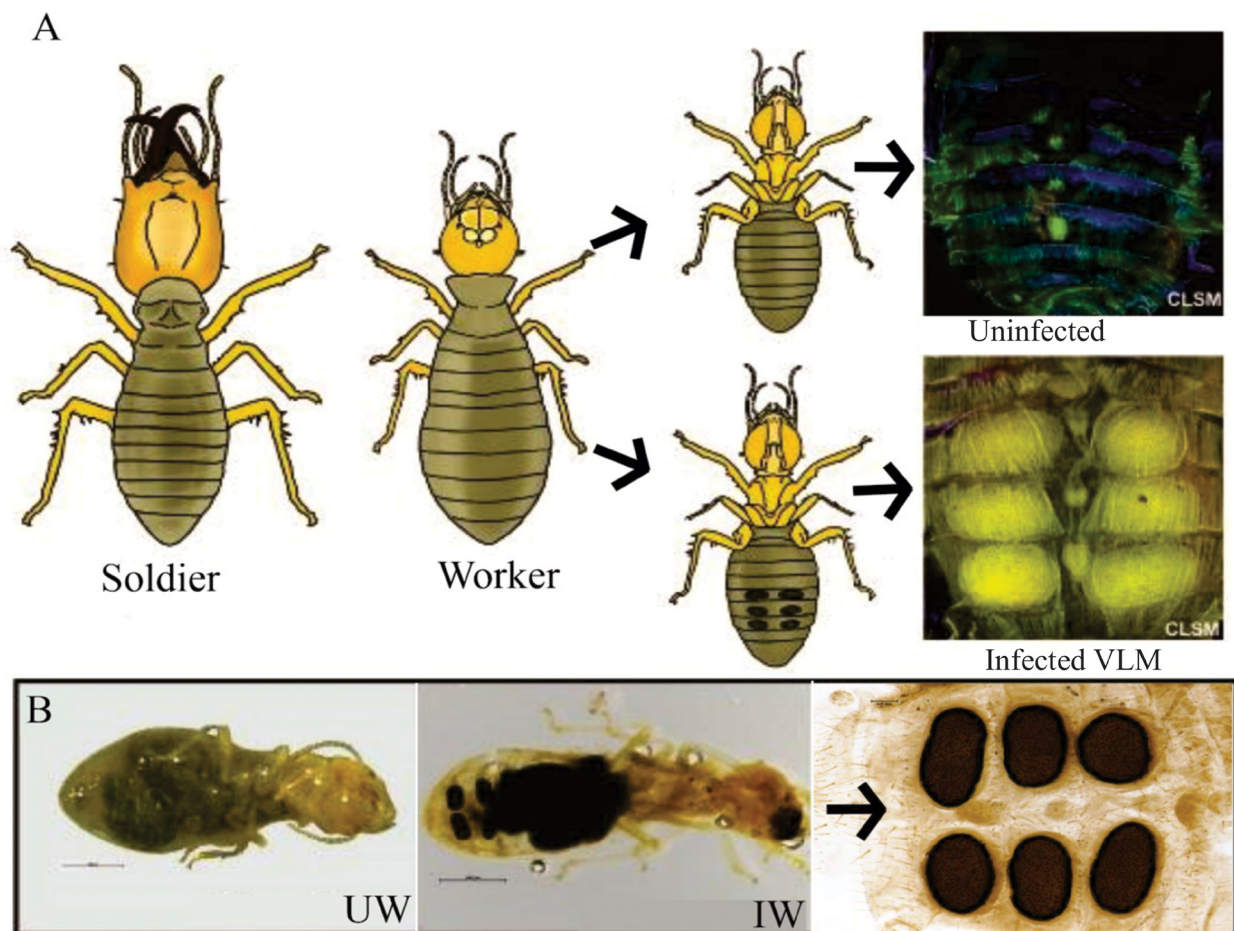 A
CLSM
Uninfected
Soldier
Worker
CLSM
Infected VLM
B
UW
IW